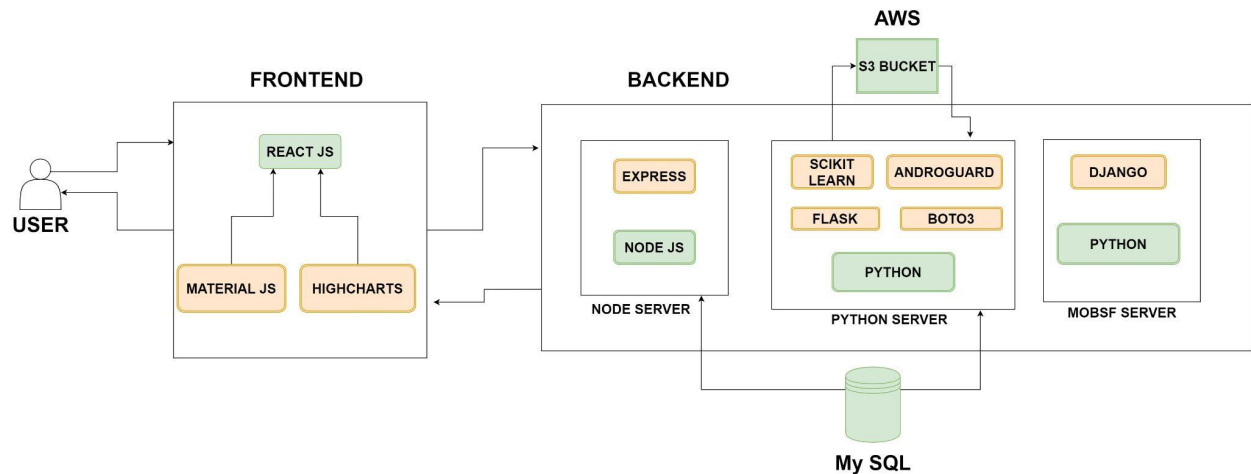 AWS
S3 BUCKET
FRONTEND
BACKEND
REACT JS
MATERIAL JS
HIGHCHARTS
USER
EXPRESS
NODE JS
NODE SERVER
SCIKIT
LEARN
ANDROGUARD
FLASK
BOTO3
PYTHON
PYTHON SERVER
DJANGO
PYTHON
MOBSF SERVER
My SQL